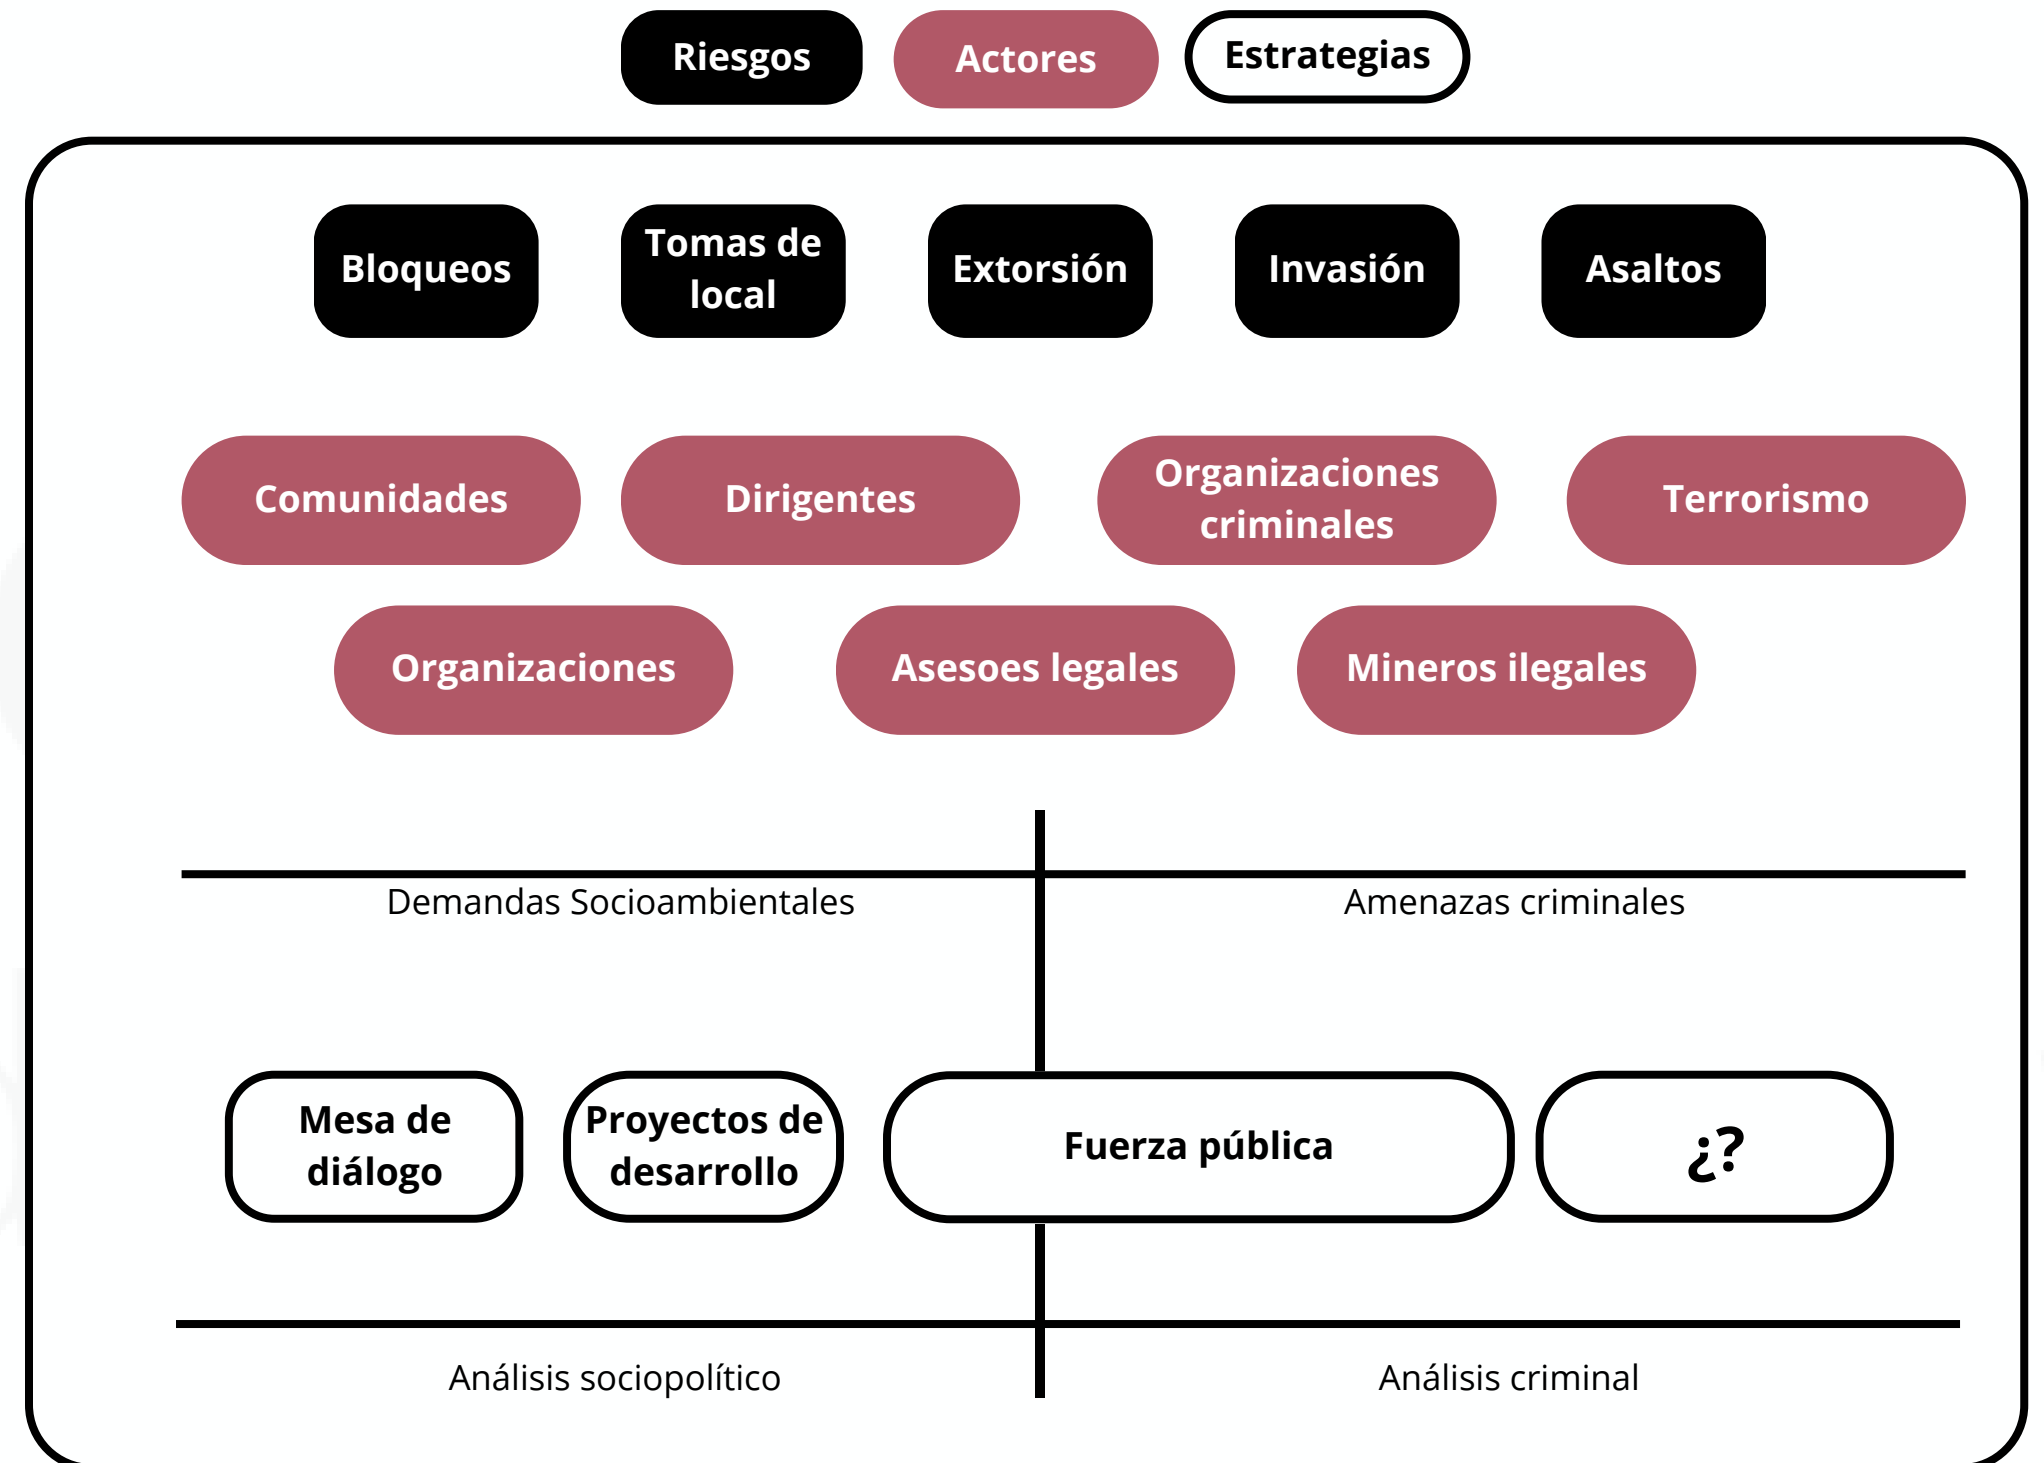 Riesgos
Actores
Estrategias
Bloqueos
Tomas de
local
Extorsión
Invasión
Asaltos
Comunidades
Dirigentes
Organizaciones
criminales
Terrorismo
Organizaciones
Asesoes legales
Mineros ilegales
Demandas Socioambientales
Amenazas criminales
Mesa de
diálogo
Proyectos de
desarrollo
Fuerza pública
¿?
Análisis sociopolítico
Análisis criminal